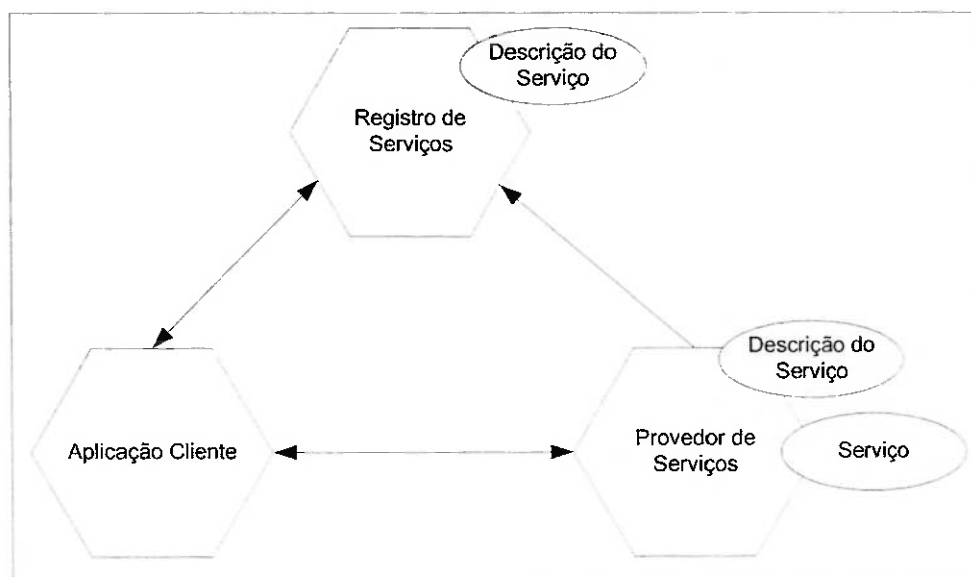 Descrição do
Serviço
Registro de
Serviços
Descrição do
Serviço
Aplicação Cliente
Provedor de
Serviços
Serviço